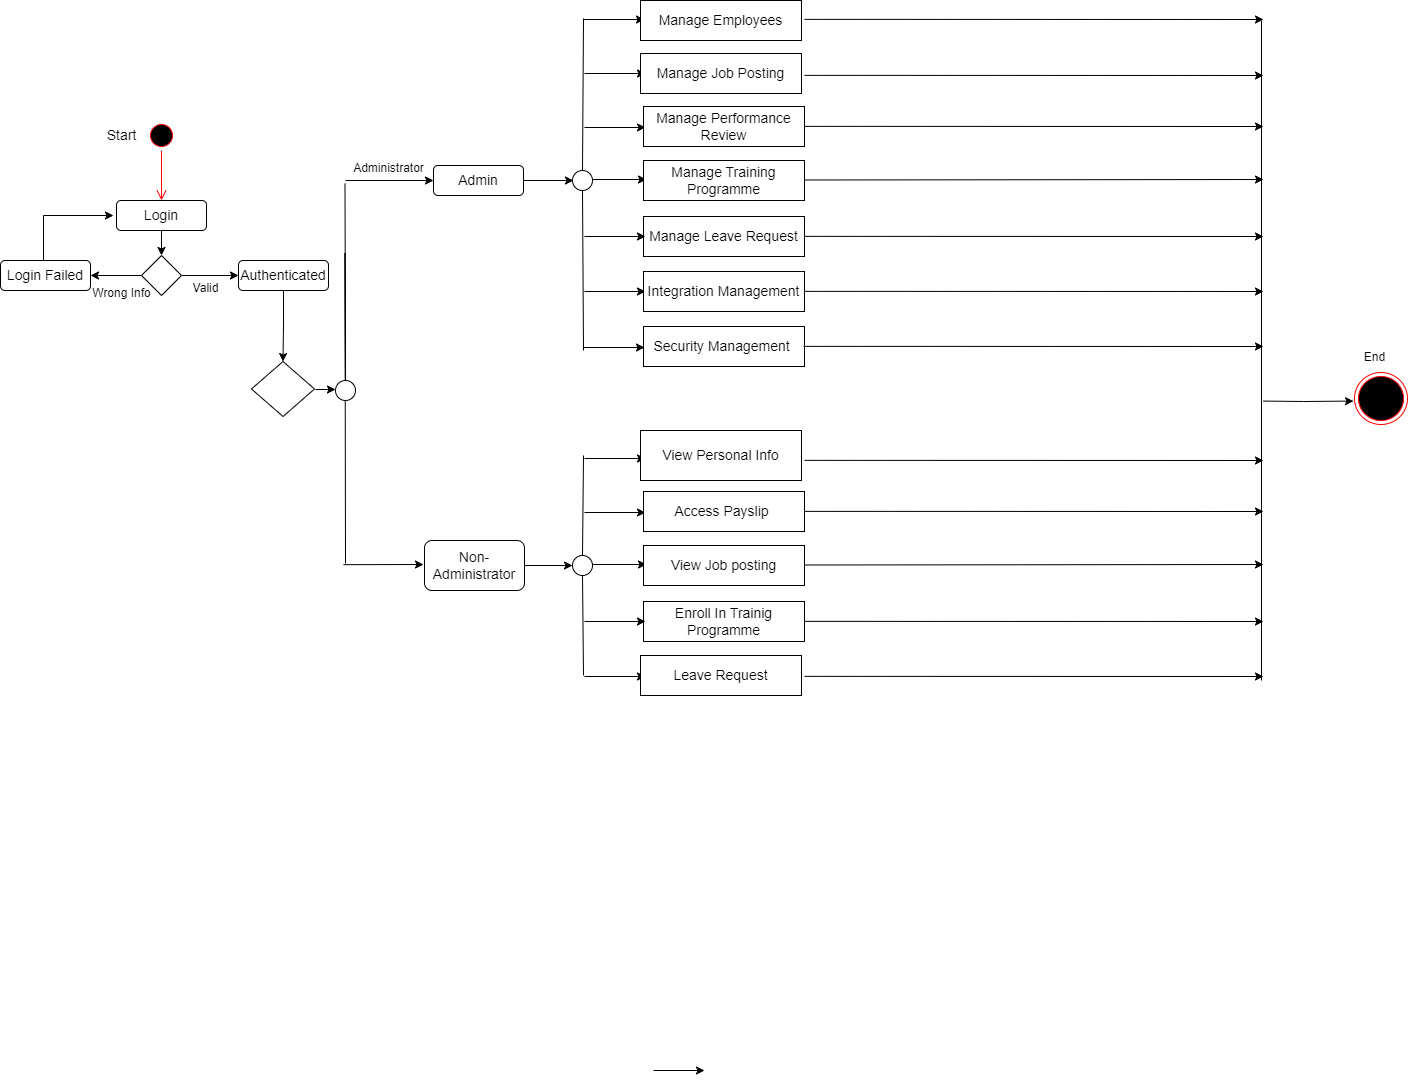 Start
Login
Login Failed
Wrong Info
Valid
Authenticated
Administrator
Admin
Non-
Administrator
Manage Employees
Manage Job Posting
Manage Performance
Review
Manage Training
Programme
Manage Leave Request
Integration Management
Security Management
View Personal Info
Access Payslip
View Job posting
Enroll In Trainig
Programme
Leave Request
End